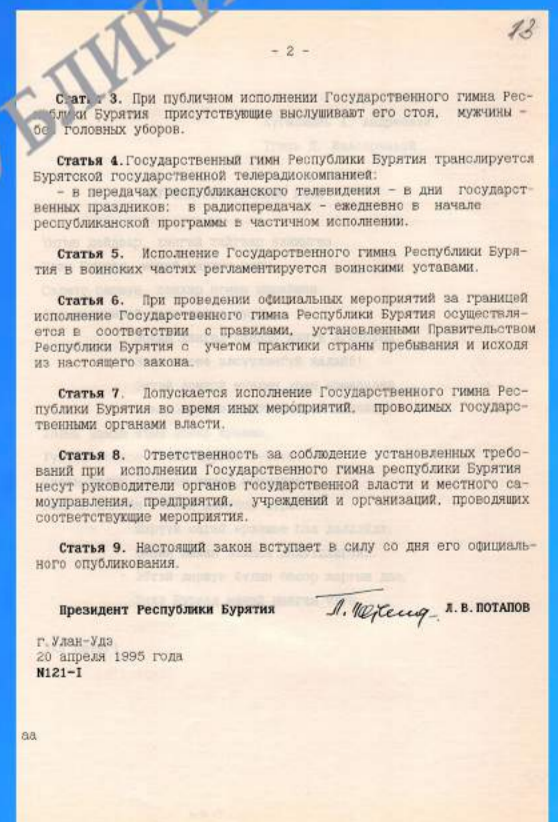 13
- 2 -
Статья 3. При публичном исполнении Государственного гимна Рес-
публики Бурятия присутствующие выслушивают его стоя, мужчины -
без головных уборов.
Статья 4. Государственный гимн Республики Бурятия транслируется
Бурятской государственной телерадиокомпанией:
- в передачах республиканского телевидения - в дни государст-
венных праздников; в радиопередачах - ежедневно в начале
республиканской программы в частичном исполнении.
Статья 5. Исполнение Государственного гимна Республики Буря-
тия в воинских частях регламентируется воинскими уставами.
Статья 6. При проведении официальных мероприятий за границей
исполнение Государственного гимна Республики Бурятия осуществля-
ется в соответствии с правилами, установленными Правительством
Республики Бурятия с учетом практики страны пребывания и исходя
из настоящего закона.
Статья 7. Допускается исполнение Государственного гимна Рес-
публики Бурятия во время иных мероприятий, проводимых государс-
твенными органами власти.
Статья 8. Ответственность за соблюдение установленных требо-
ваний при исполнении Государственного гимна республики Бурятия
несут руководители органов государственной власти и местного са-
моуправления, предприятий, учреждений и организаций, проводящих
соответствующие мероприятия.
Статья 9. Настоящий закон вступает в силу со дня его официаль-
ного опубликования.
Президент Республики Бурятия Л.В.ПОТАПОВ
г.Улан-Удэ
20 апреля 1995 года
N121-I
аа